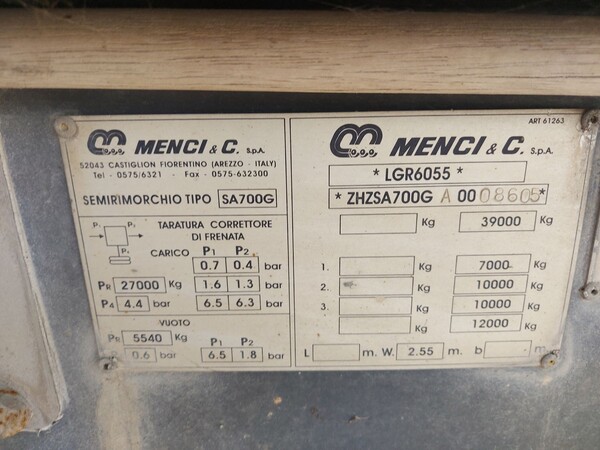 MENCI & C. S.p.A.
52043 CASTIGLION FIORENTINO (AREZZO - ITALY)
Tel - 0575/6321 - Fax - 0575-632300
SEMIRIMORCHIO TIPO SA700G
P₁ P₂
TARATURA CORRETTORE
DI FRENATA
CARICO P1 P2
0.7 0.4 bar
PR 27000 Kg 1.6 1.3 bar
P4 4.4 bar 6.5 6.3 bar
VUOTO
PR 5540 Kg P1 P2
0.6 bar 6.5 1.8 bar
ART 61263
MENCI & C. S.p.A.
* LGR6055 *
* ZHZSA700G A 00 08605 *
Kg 39000 Kg
1. Kg 7000 Kg
2. Kg 10000 Kg
3. Kg 10000 Kg
Kg 12000 Kg
L m. W. 2.55 m. b m.